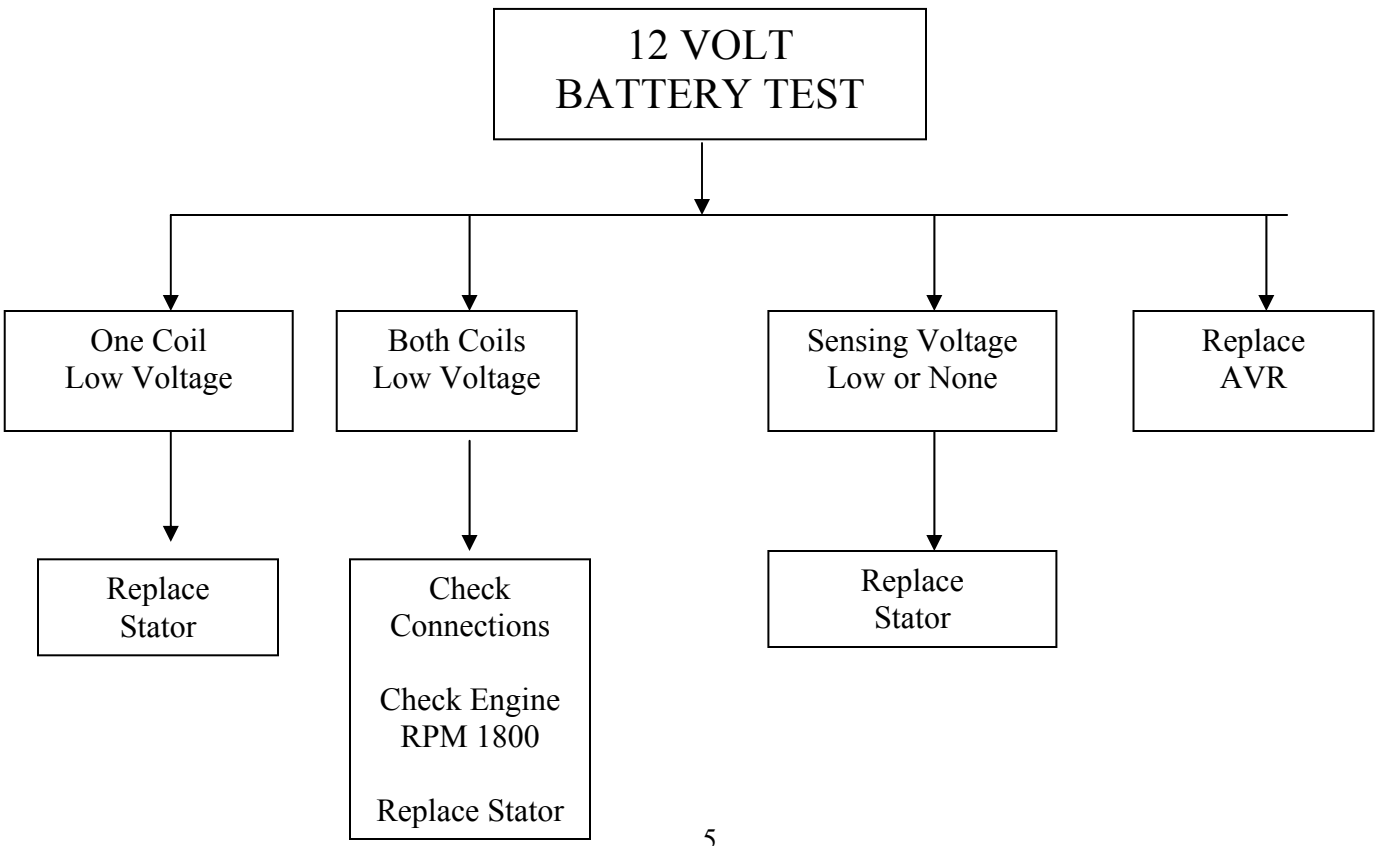 12 VOLT
BATTERY TEST
One Coil
Low Voltage
Both Coils
Low Voltage
Sensing Voltage
Low or None
Replace
AVR
Replace
Stator
Check
Connections
Check Engine
RPM 1800
Replace Stator
Replace
Stator
5